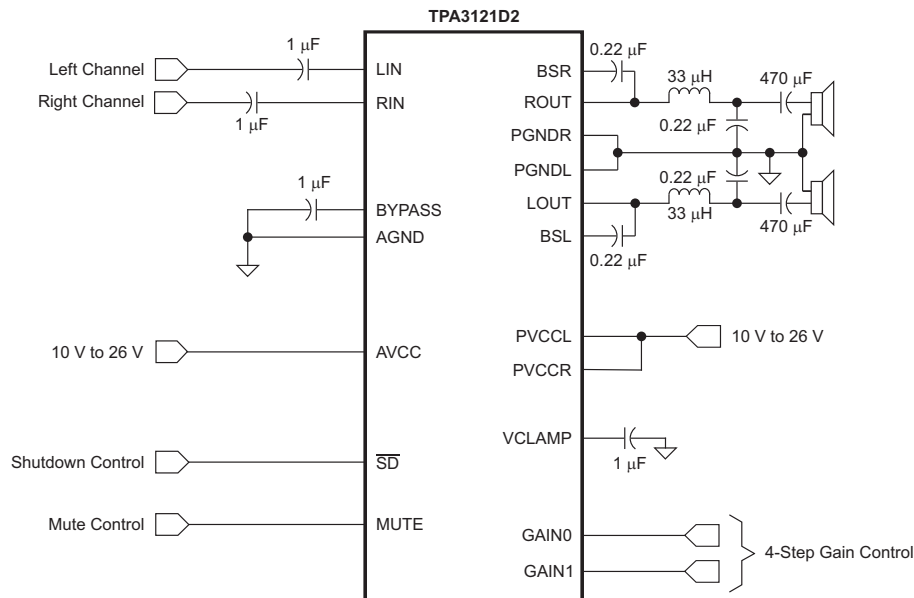 TPA3121D2
1 μF
Left Channel
LIN
Right Channel
RIN
1 μF
1 μF
BYPASS
AGND
10 V to 26 V
AVCC
Shutdown Control
SD
Mute Control
MUTE
0.22 μF
BSR
33 μH
470 μF
ROUT
0.22 μF
PGNDR
PGNDL
0.22 μF
LOUT
33 μH
470 μF
BSL
0.22 μF
PVCCL
10 V to 26 V
PVCCR
VCLAMP
1 μF
GAIN0
4-Step Gain Control
GAIN1